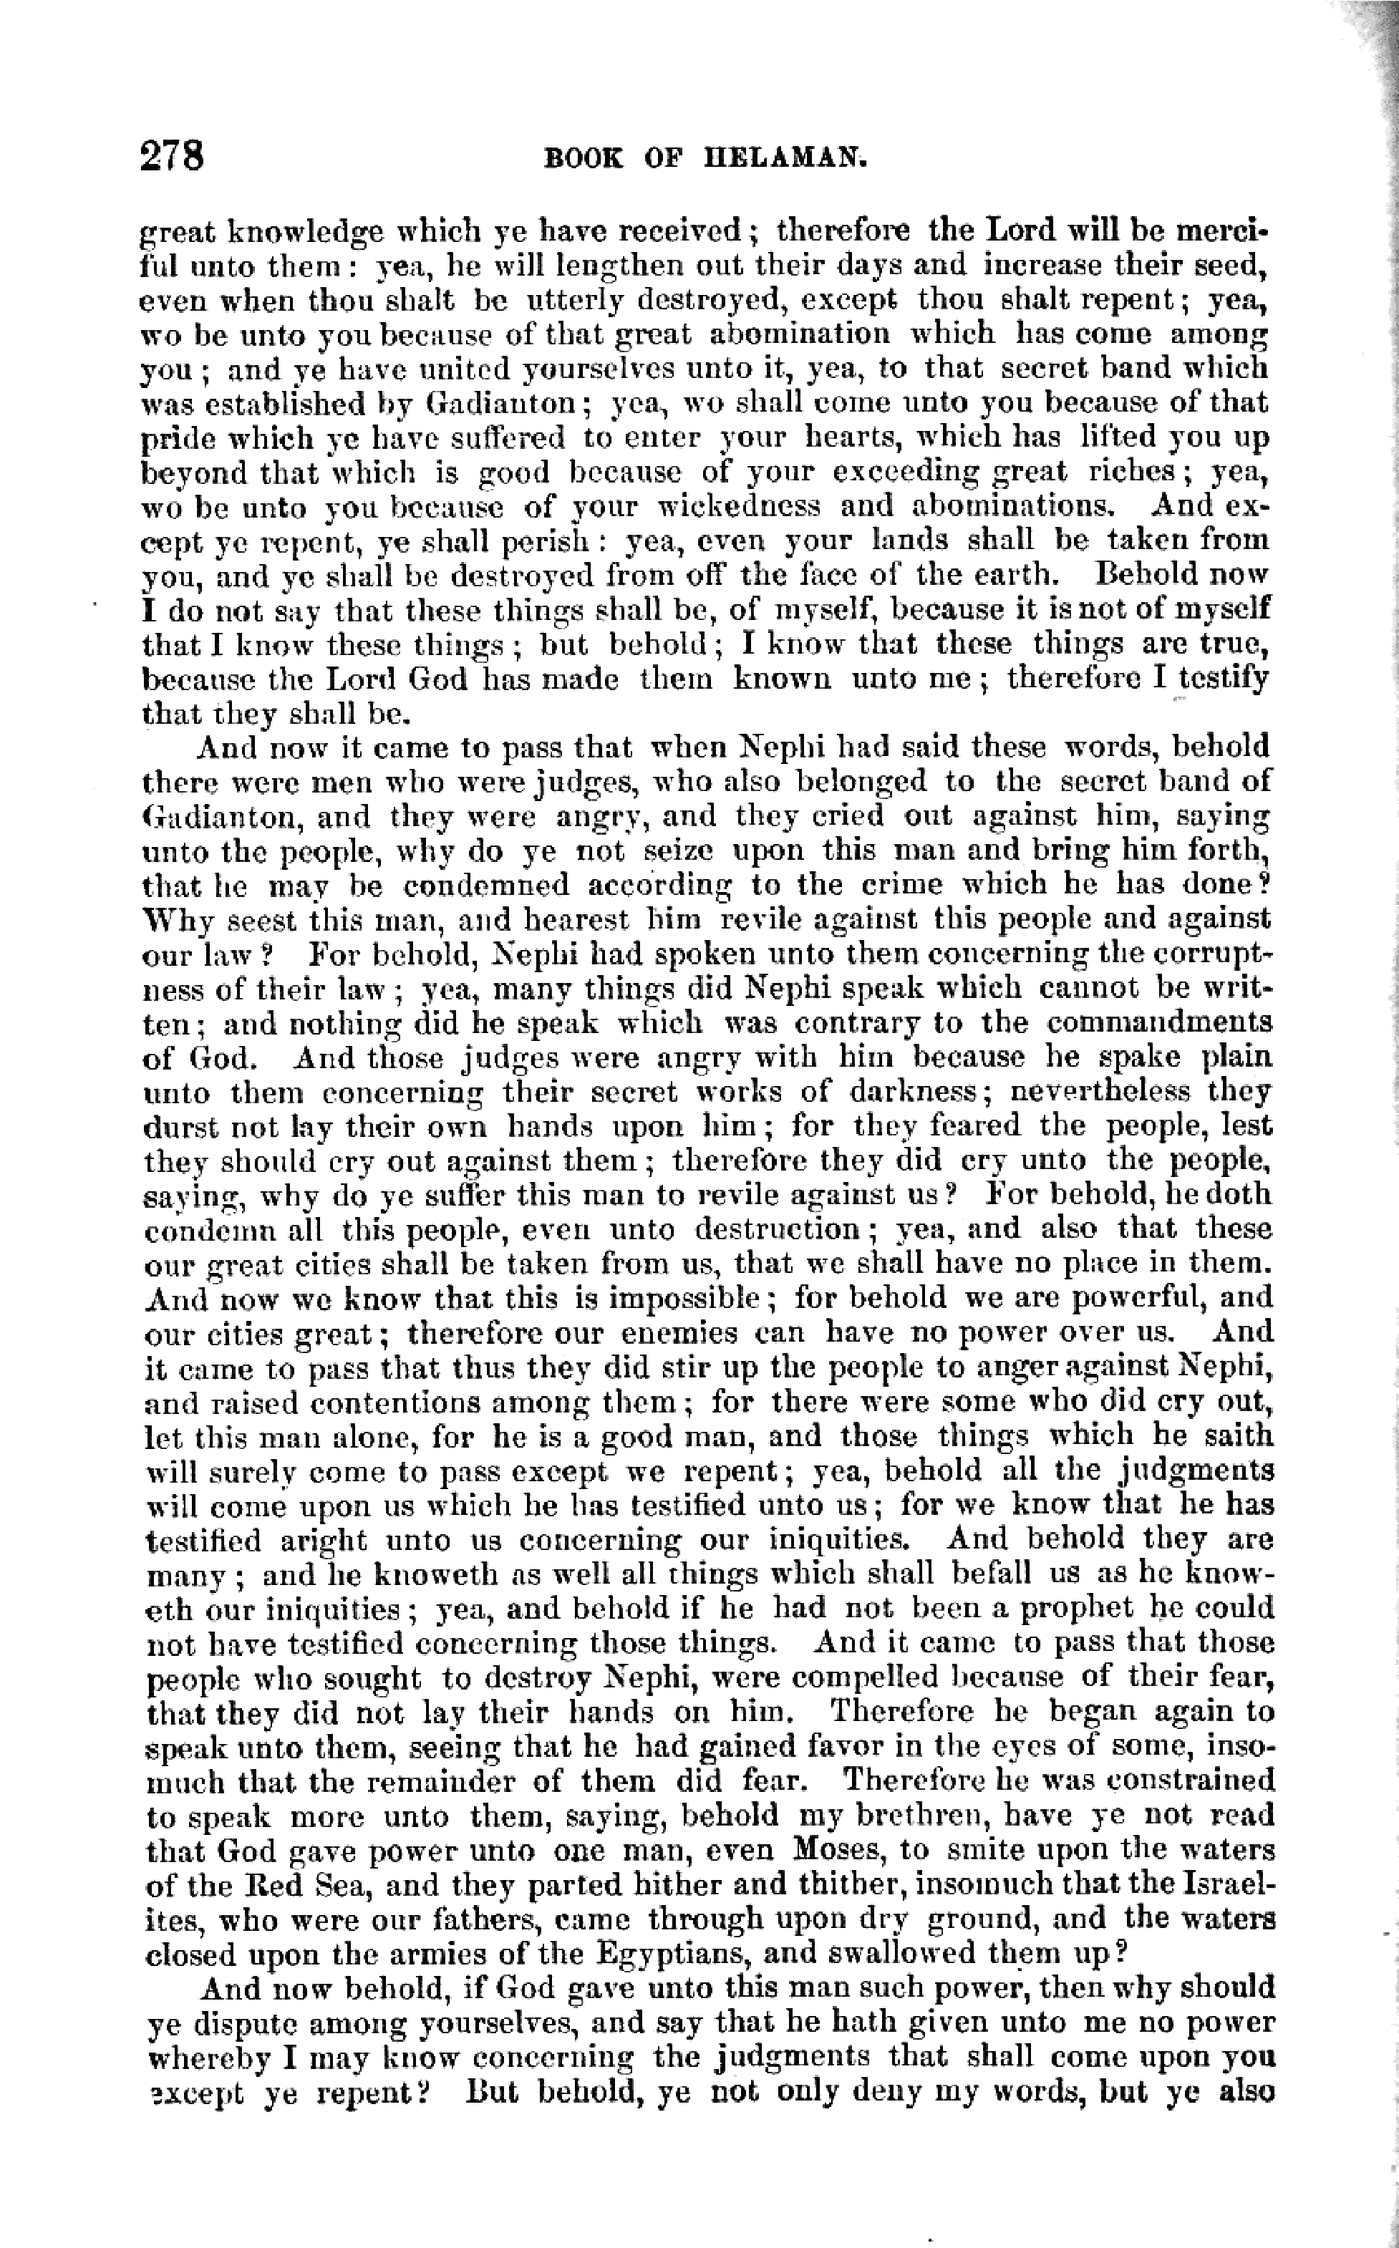 278 BOOK OF HELAMAN.
great knowledge which ye have received; therefore the Lord will be merci-
ful unto them: yea, he will lengthen out their days and increase their seed,
even when thou shalt be utterly destroyed, except thou shalt repent; yea,
wo be unto you because of that great abomination which has come among
you; and ye have united yourselves unto it, yea, to that secret band which
was established by Gadianton; yea, wo shall come unto you because of that
pride which ye have suffered to enter your hearts, which has lifted you up
beyond that which is good because of your exceeding great riches; yea,
wo be unto you because of your wickedness and abominations. And ex-
cept ye repent, ye shall perish: yea, even your lands shall be taken from
you, and ye shall be destroyed from off the face of the earth. Behold now
I do not say that these things shall be, of myself, because it is not of myself
that I know these things; but behold; I know that these things are true,
because the Lord God has made them known unto me; therefore I testify
that they shall be.
And now it came to pass that when Nephi had said these words, behold
there were men who were judges, who also belonged to the secret band of
Gadianton, and they were angry, and they cried out against him, saying
unto the people, why do ye not seize upon this man and bring him forth,
that he may be condemned according to the crime which he has done?
Why seest this man, and hearest him revile against this people and against
our law? For behold, Nephi had spoken unto them concerning the corrupt-
ness of their law; yea, many things did Nephi speak which cannot be writ-
ten; and nothing did he speak which was contrary to the commandments
of God. And those judges were angry with him because he spake plain
unto them concerning their secret works of darkness; nevertheless they
durst not lay their own hands upon him; for they feared the people, lest
they should cry out against them; therefore they did cry unto the people,
saying, why do ye suffer this man to revile against us? For behold, he doth
condemn all this people, even unto destruction; yea, and also that these
our great cities shall be taken from us, that we shall have no place in them.
And now we know that this is impossible; for behold we are powerful, and
our cities great; therefore our enemies can have no power over us. And
it came to pass that thus they did stir up the people to anger against Nephi,
and raised contentions among them; for there were some who did cry out,
let this man alone, for he is a good man, and those things which he saith
will surely come to pass except we repent; yea, behold all the judgments
will come upon us which he has testified unto us; for we know that he has
testified aright unto us concerning our iniquities. And behold they are
many; and he knoweth as well all things which shall befall us as he know-
eth our iniquities; yea, and behold if he had not been a prophet he could
not have testified concerning those things. And it came to pass that those
people who sought to destroy Nephi, were compelled because of their fear,
that they did not lay their hands on him. Therefore he began again to
speak unto them, seeing that he had gained favor in the eyes of some, inso-
much that the remainder of them did fear. Therefore he was constrained
to speak more unto them, saying, behold my brethren, have ye not read
that God gave power unto one man, even Moses, to smite upon the waters
of the Red Sea, and they parted hither and thither, insomuch that the Israel-
ites, who were our fathers, came through upon dry ground, and the waters
closed upon the armies of the Egyptians, and swallowed them up?
And now behold, if God gave unto this man such power, then why should
ye dispute among yourselves, and say that he hath given unto me no power
whereby I may know concerning the judgments that shall come upon you
except ye repent? But behold, ye not only deny my words, but ye also